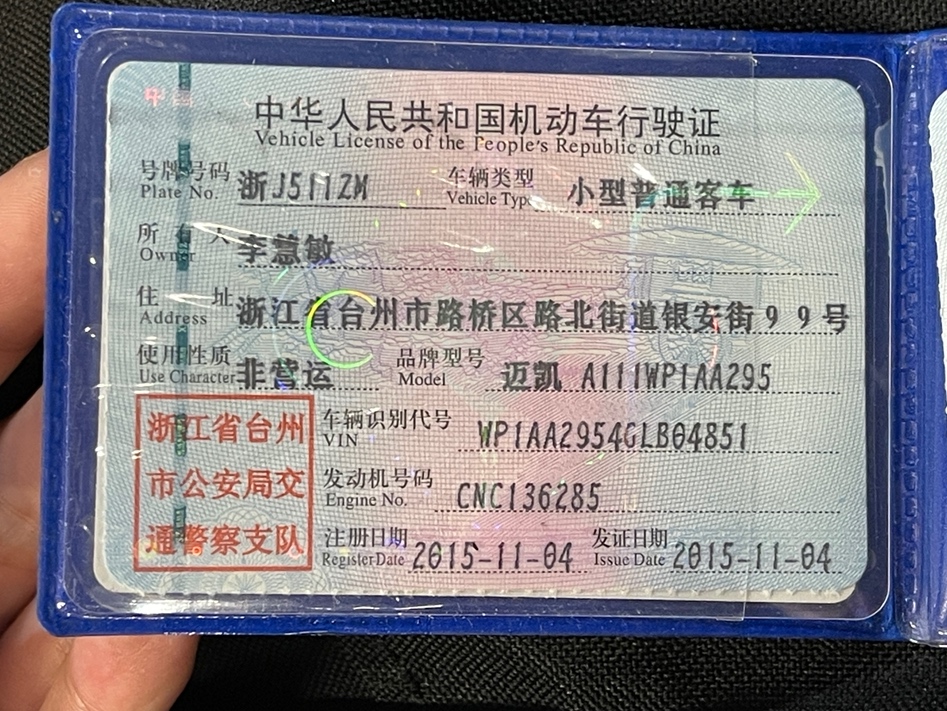 中华人民共和国机动车行驶证
Vehicle License of the People's Republic of China
号牌号码 浙J511ZM 车辆类型 小型普通客车
Plate No. Vehicle Type
所有人 李慧敏
Owner
住址 浙江省台州市路桥区路北街道银安街99号
Address
使用性质 非营运 品牌型号 迈凯 A111WP1AA295
Use Character Model
浙江省台州
市公安局交
通警察支队
车辆识别代号 WP1AA2954GLB04851
VIN
发动机号码 CNC136285
Engine No.
注册日期 2015-11-04 发证日期 2015-11-04
Register Date Issue Date